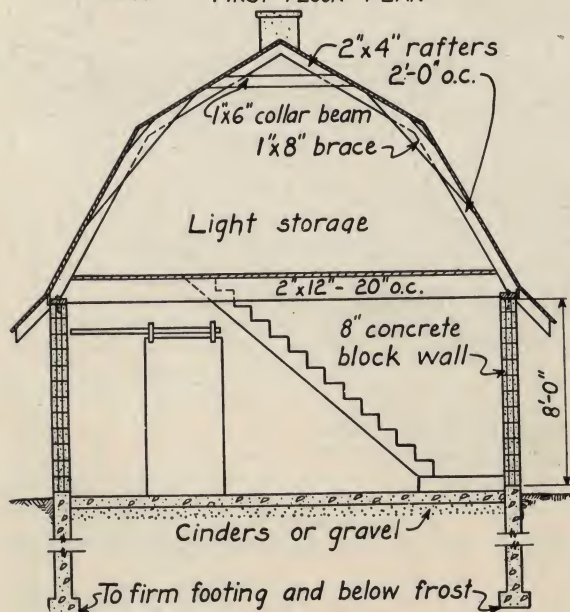 FIRST FLOOR PLAN
2"x4" rafters
2'-0" o.c.
1"x6" collar beam
1"x8" brace
Light storage
2"x12"- 20" o.c.
8" concrete
block wall
8'-0"
Cinders or gravel
To firm footing and below frost